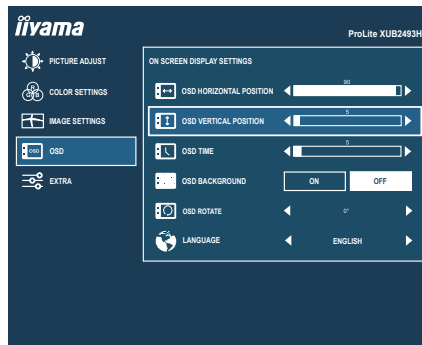 iiyama
ProLite XUB2493H
PICTURE ADJUST
COLOR SETTINGS
IMAGE SETTINGS
OSD
EXTRA
ON SCREEN DISPLAY SETTINGS
OSD HORIZONTAL POSITION
90
OSD VERTICAL POSITION
5
OSD TIME
5
OSD BACKGROUND ON OFF
OSD ROTATE 0°
LANGUAGE ENGLISH